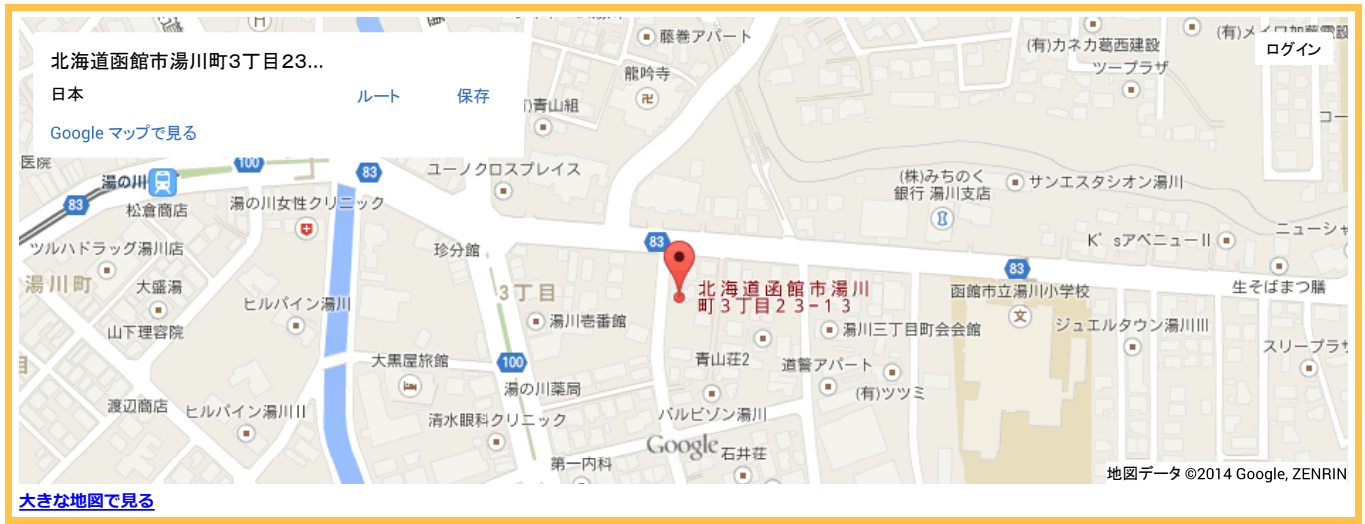 北海道函館市湯川町3丁目23...
日本
ルート
保存
Google マップで見る
ログイン
藤巻アパート
(有)カネカ葛西建設
ツープラザ
龍吟寺
青山組
コー
医院
100
湯の川
83
松倉商店
湯の川女性クリニック
83
ユーノクロスプレイス
(株)みちのく
銀行 湯川支店
サンエスタシオン湯川
ツルハドラッグ湯川店
珍分館
83
K'sアベニューII
ニューシャ
湯川町
大盛湯
ヒルパイン湯川
3丁目
北海道函館市湯川
町3丁目23-13
83
函館市立湯川小学校
文
生そばまつ膳
山下理容院
湯川壱番館
湯川三丁目町会会館
ジュエルタウン湯川III
スリープラザ
大黒屋旅館
100
青山荘2
道警アパート
(有)ツツミ
湯の川薬局
渡辺商店
ヒルパイン湯川II
清水眼科クリニック
バルビゾン湯川
Google
石井荘
第一内科
地図データ ©2014 Google, ZENRIN
大きな地図で見る